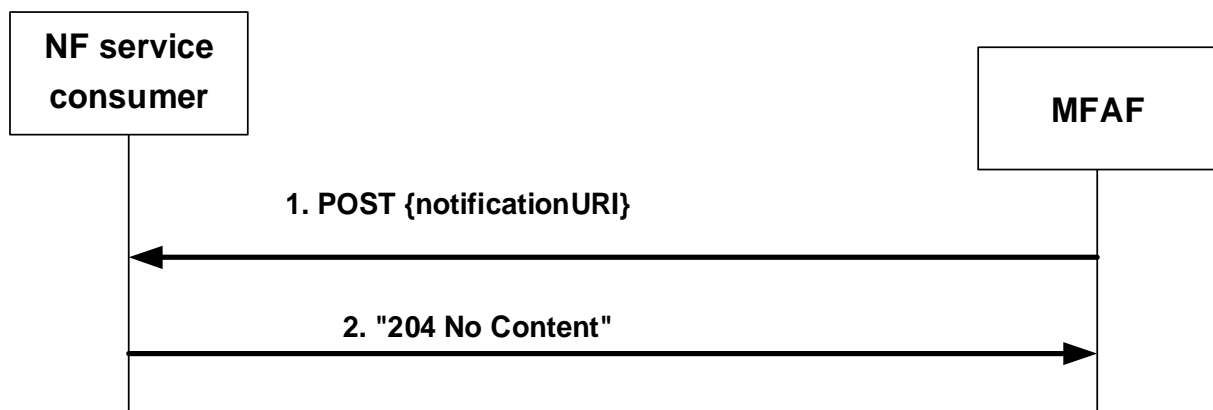 NF service
consumer
MFAF
1. POST {notificationURI}
2. "204 No Content"